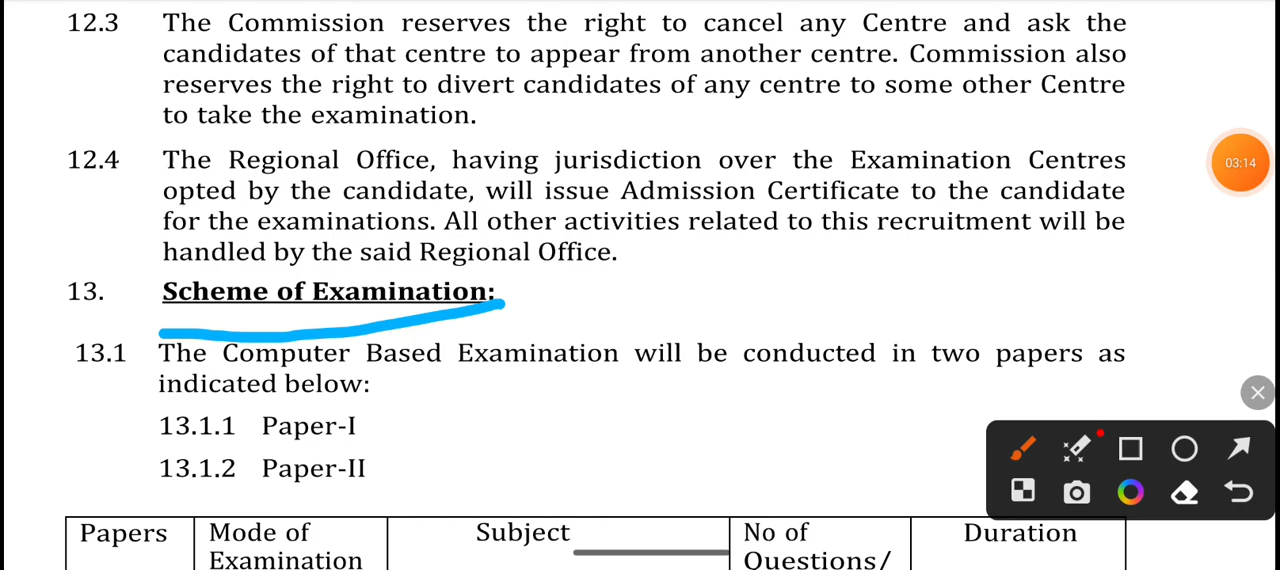 12.3 The Commission reserves the right to cancel any Centre and ask the
candidates of that centre to appear from another centre. Commission also
reserves the right to divert candidates of any centre to some other Centre
to take the examination.
12.4 The Regional Office, having jurisdiction over the Examination Centres
opted by the candidate, will issue Admission Certificate to the candidate
for the examinations. All other activities related to this recruitment will be
handled by the said Regional Office.
03:14
13. Scheme of Examination:
13.1 The Computer Based Examination will be conducted in two papers as
indicated below:
13.1.1 Paper-I
13.1.2 Paper-II
Papers
Mode of
Examination
Subject
No of
Questions/
Duration